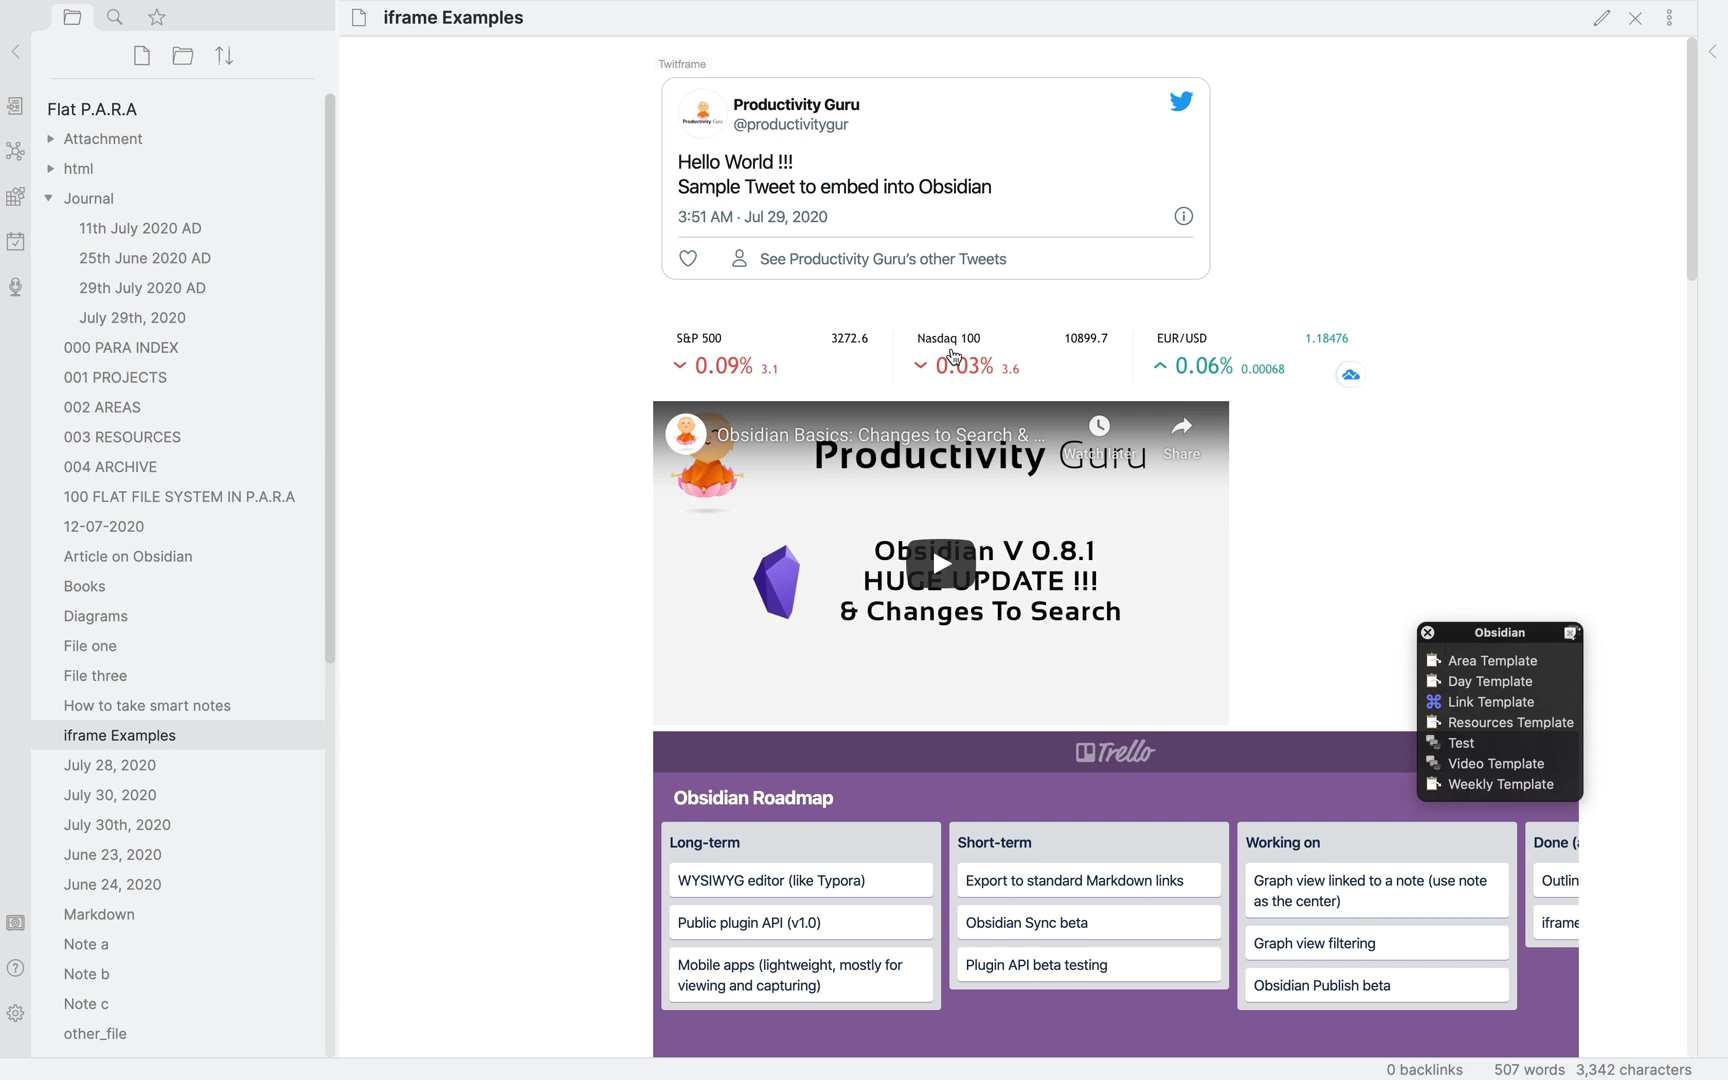 iframe Examples
Flat P.A.R.A
Attachment
html
Journal
11th July 2020 AD
25th June 2020 AD
29th July 2020 AD
July 29th, 2020
000 PARA INDEX
001 PROJECTS
002 AREAS
003 RESOURCES
004 ARCHIVE
100 FLAT FILE SYSTEM IN P.A.R.A
12-07-2020
Article on Obsidian
Books
Diagrams
File one
File three
How to take smart notes
iframe Examples
July 28, 2020
July 30, 2020
July 30th, 2020
June 23, 2020
June 24, 2020
Markdown
Note a
Note b
Note c
other_file
Twitframe
Productivity Guru
Productivity Guru
@productivitygur
Hello World !!!
Sample Tweet to embed into Obsidian
3:51 AM · Jul 29, 2020
See Productivity Guru's other Tweets
S&P 500 3272.6
0.09% 3.1
Nasdaq 100 10899.7
0.03% 3.6
EUR/USD 1.18476
0.06% 0.00068
Obsidian Basics: Changes to Search & ...
Watch later
Share
Productivity Guru
Obsidian V 0.8.1
HUGE UPDATE !!!
& Changes To Search
Trello
Obsidian Roadmap
Long-term
WYSIWYG editor (like Typora)
Public plugin API (v1.0)
Mobile apps (lightweight, mostly for
viewing and capturing)
Short-term
Export to standard Markdown links
Obsidian Sync beta
Plugin API beta testing
Working on
Graph view linked to a note (use note
as the center)
Graph view filtering
Obsidian Publish beta
Done (
Outlin
iframe
Obsidian
Area Template
Day Template
Link Template
Resources Template
Test
Video Template
Weekly Template
0 backlinks
507 words 3,342 characters